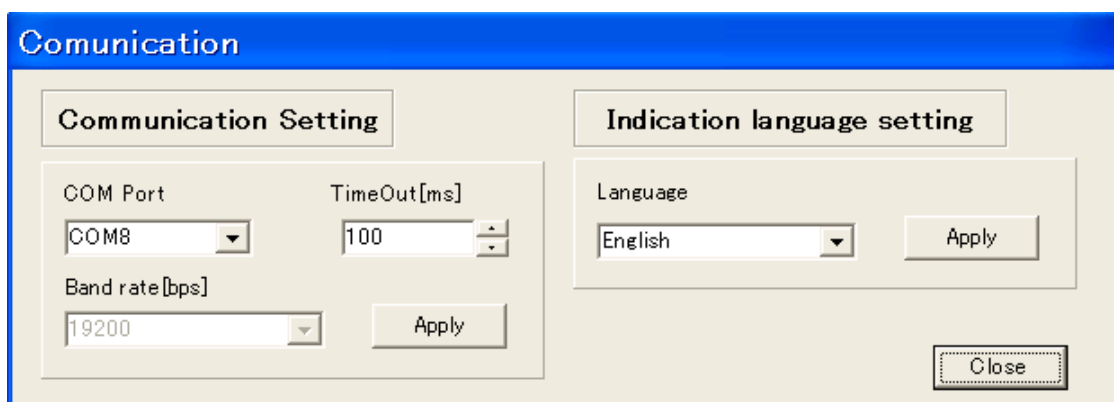 Comunication
Communication Setting
COM Port
TimeOut[ms]
COM8
100
Band rate[bps]
19200
Apply
Indication language setting
Language
English
Apply
Close